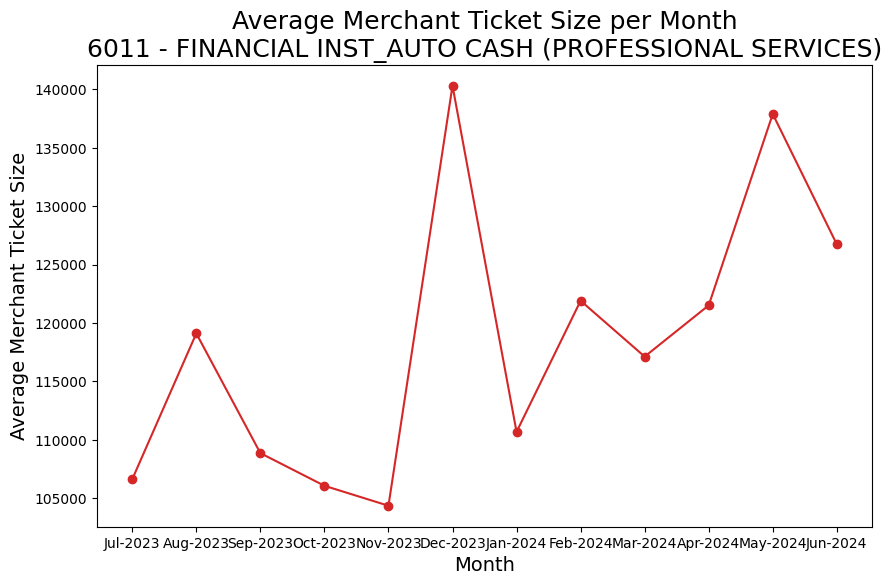 Average Merchant Ticket Size per Month
6011 - FINANCIAL INST_AUTO CASH (PROFESSIONAL SERVICES)
Average Merchant Ticket Size
140000
135000
130000
125000
120000
115000
110000
105000
Jul-2023 Aug-2023 Sep-2023 Oct-2023 Nov-2023 Dec-2023 Jan-2024 Feb-2024 Mar-2024 Apr-2024 May-2024 Jun-2024
Month